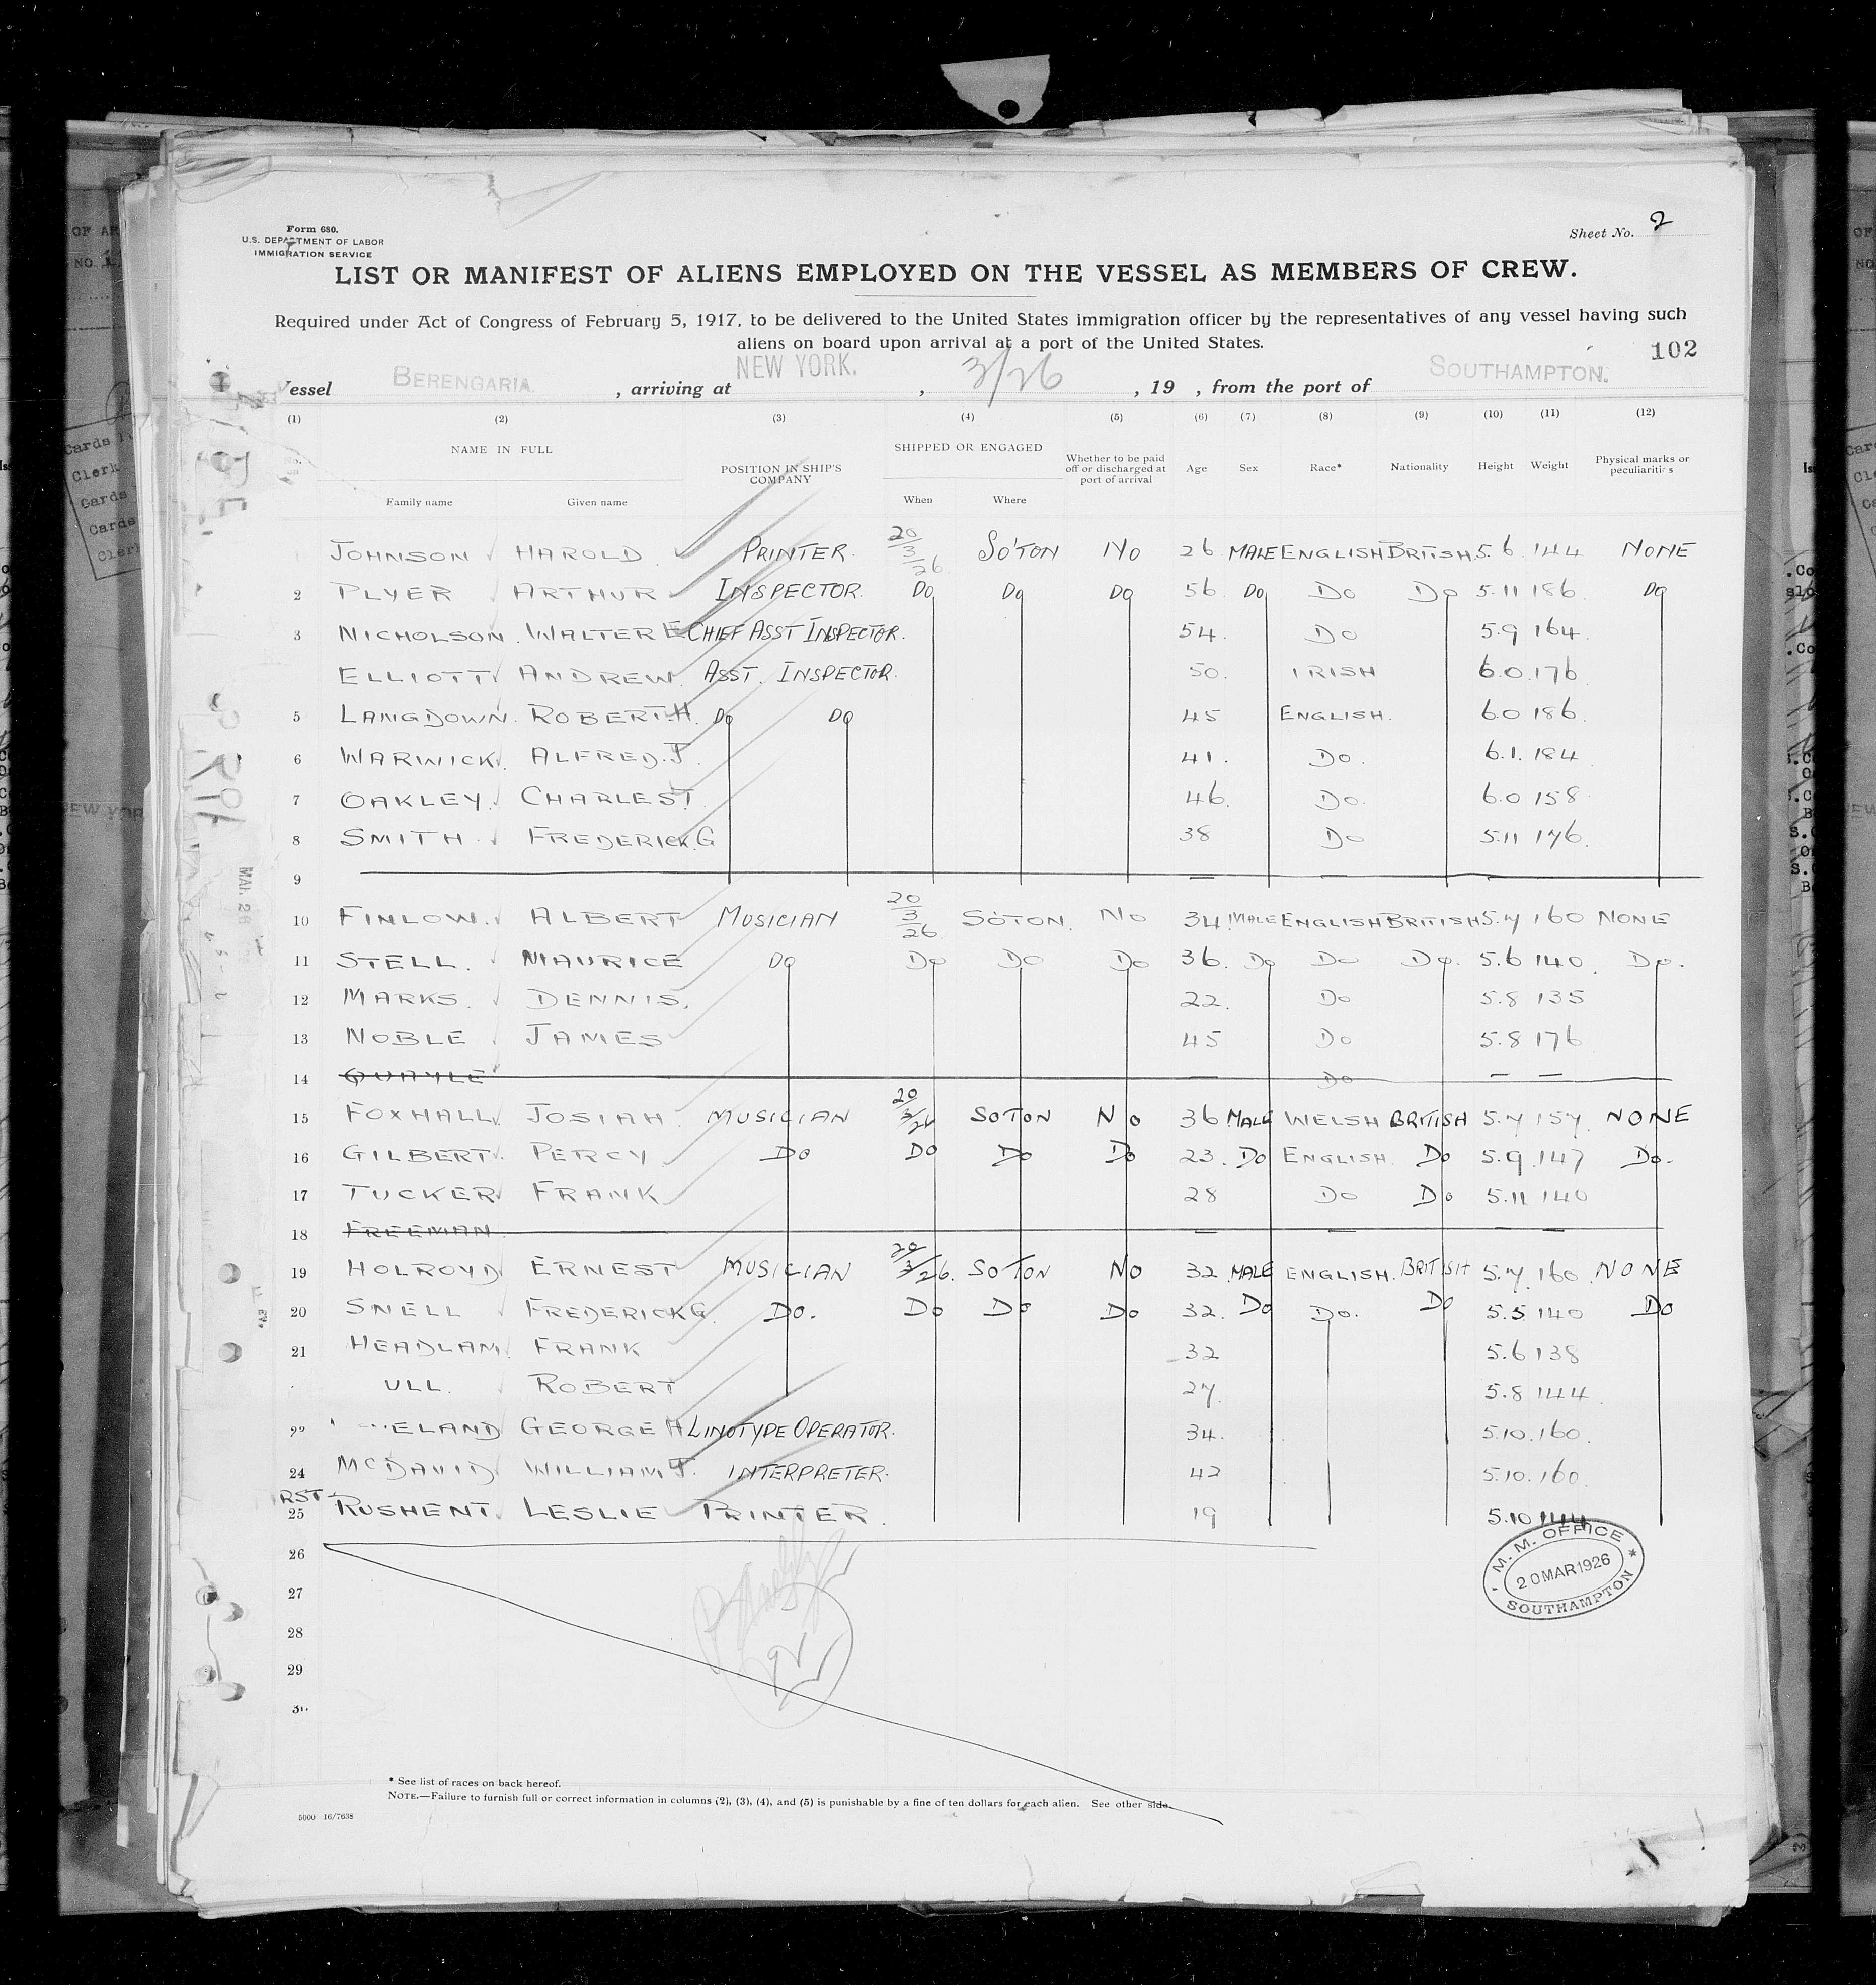 Form 680.
U.S. DEPARTMENT OF LABOR
IMMIGRATION SERVICE
Sheet No. 2
LIST OR MANIFEST OF ALIENS EMPLOYED ON THE VESSEL AS MEMBERS OF CREW.
Required under Act of Congress of February 5, 1917, to be delivered to the United States immigration officer by the representatives of any vessel having such
aliens on board upon arrival at a port of the United States.
102
Vessel BERENGARIA , arriving at NEW YORK. , 3/26 , 19 , from the port of SOUTHAMPTON.
(1) (2) (3) (4) (5) (6) (7) (8) (9) (10) (11) (12)
NAME IN FULL POSITION IN SHIP'S COMPANY SHIPPED OR ENGAGED Whether to be paid off or discharged at port of arrival Age Sex Race* Nationality Height Weight Physical marks or peculiarities
Family name Given name When Where
JOHNSON HAROLD PRINTER. 20/3/26 SO'TON NO 26 MALE ENGLISH BRITISH 5.6 144 NONE
2 PLYER ARTHUR INSPECTOR. DO DO DO 56 DO DO DO 5.11 186 DO
3 NICHOLSON WALTER E CHIEF ASST INSPECTOR. 54 DO 5.9 164
ELLIOTT ANDREW ASST. INSPECTOR. 50 IRISH 6.0 176
5 LANGDOWN ROBERT.H. DO DO 45 ENGLISH. 6.0 186
6 WARWICK ALFRED.J. 41. DO. 6.1. 184
7 OAKLEY CHARLES T. 46. DO. 6.0 158
8 SMITH FREDERICK.G 38 DO 5.11 176
9
10 FINLOW. ALBERT MUSICIAN 20/3/26 SO'TON. NO 34 MALE ENGLISH BRITISH 5.7 160 NONE
11 STELL. MAURICE DO DO DO DO 36. DO DO DO. 5.6 140 DO.
12 MARKS. DENNIS. 22. DO 5.8 135
13 NOBLE JAMES 45 DO 5.8 176
14 QUAYLE DO
15 FOXHALL JOSIAH. MUSICIAN 20/3/26 SOTON NO 36 MALE WELSH BRITISH 5.7 157 NONE
16 GILBERT. PERCY DO DO DO DO 23. DO ENGLISH DO 5.9 147 DO.
17 TUCKER FRANK 28 DO DO 5.11 140
18 FREEMAN
19 HOLROYD ERNEST MUSICIAN 20/3/26. SOTON NO 32 MALE ENGLISH. BRITISH 5.7 160 NONE
20 SNELL FREDERICK G. DO. DO DO DO 32. DO DO. DO 5.5 140 DO
21 HEADLAM FRANK 32 5.6 138
ULL. ROBERT 27 5.8 144
ELAND GEORGE H LINOTYPE OPERATOR. 34. 5.10. 160
24 MCDAVID WILLIAM J. INTERPRETER. 42 5.10. 160
RST
25 RUSHENT. LESLIE PRINTER. 19 5.10 144
26
27
28
29
M. M. OFFICE
20 MAR 1926
SOUTHAMPTON
* See list of races on back hereof.
NOTE.—Failure to furnish full or correct information in columns (2), (3), (4), and (5) is punishable by a fine of ten dollars for each alien. See other side.
5000 16/7638